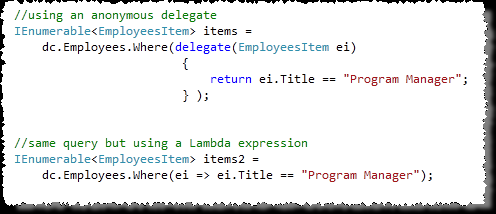 //using an anonymous delegate
IEnumerable<EmployeesItem> items =
dc.Employees.Where(delegate(EmployeesItem ei)
{
return ei.Title == "Program Manager";
} );
//same query but using a Lambda expression
IEnumerable<EmployeesItem> items2 =
dc.Employees.Where(ei => ei.Title == "Program Manager");